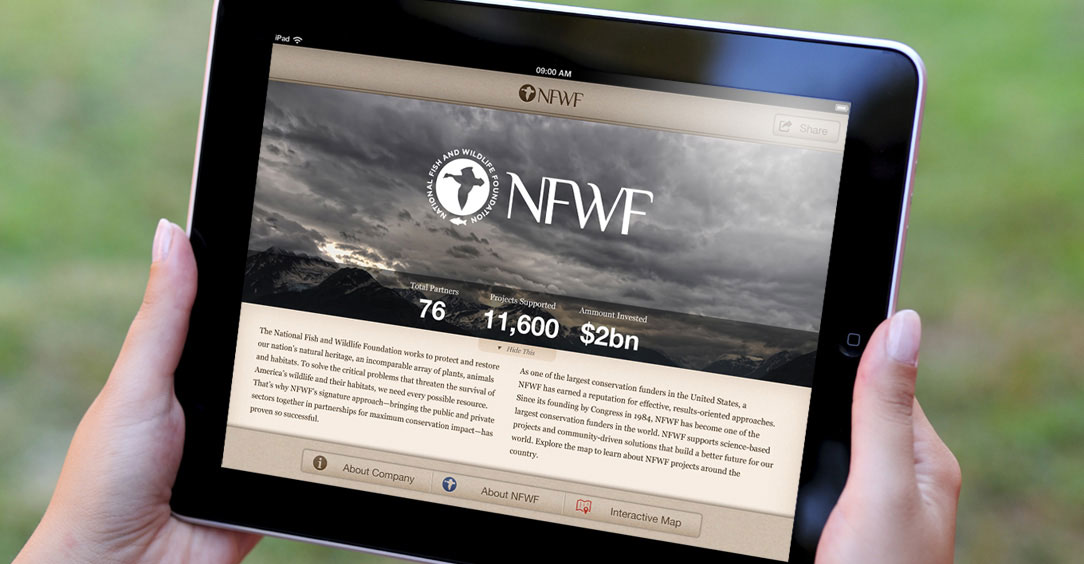 iPad
09:00 AM
NFWF
Share
NATIONAL FISH AND WILDLIFE FOUNDATION
NFWF
Total Partners
76
Projects Supported
11,600
Ammount Invested
$2bn
Hide This
The National Fish and Wildlife Foundation works to protect and restore
our nation's natural heritage, an incomparable array of plants, animals
and habitats. To solve the critical problems that threaten the survival of
America's wildlife and their habitats, we need every possible resource.
That's why NFWF's signature approach—bringing the public and private
sectors together in partnerships for maximum conservation impact—has
proven so successful.
As one of the largest conservation funders in the United States, a
NFWF has earned a reputation for effective, results-oriented approaches.
Since its founding by Congress in 1984, NFWF has become one of the
largest conservation funders in the world. NFWF supports science-based
projects and community-driven solutions that build a better future for our
world. Explore the map to learn about NFWF projects around the
country.
About Company
About NFWF
Interactive Map